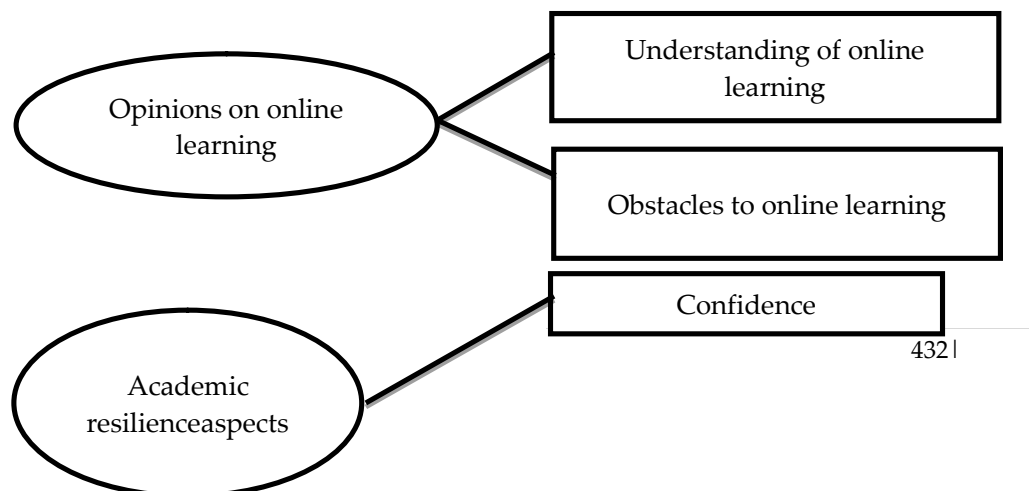 Understanding of online
learning
Opinions on online
learning
Obstacles to online learning
Confidence
432|
Academic
resilienceaspects